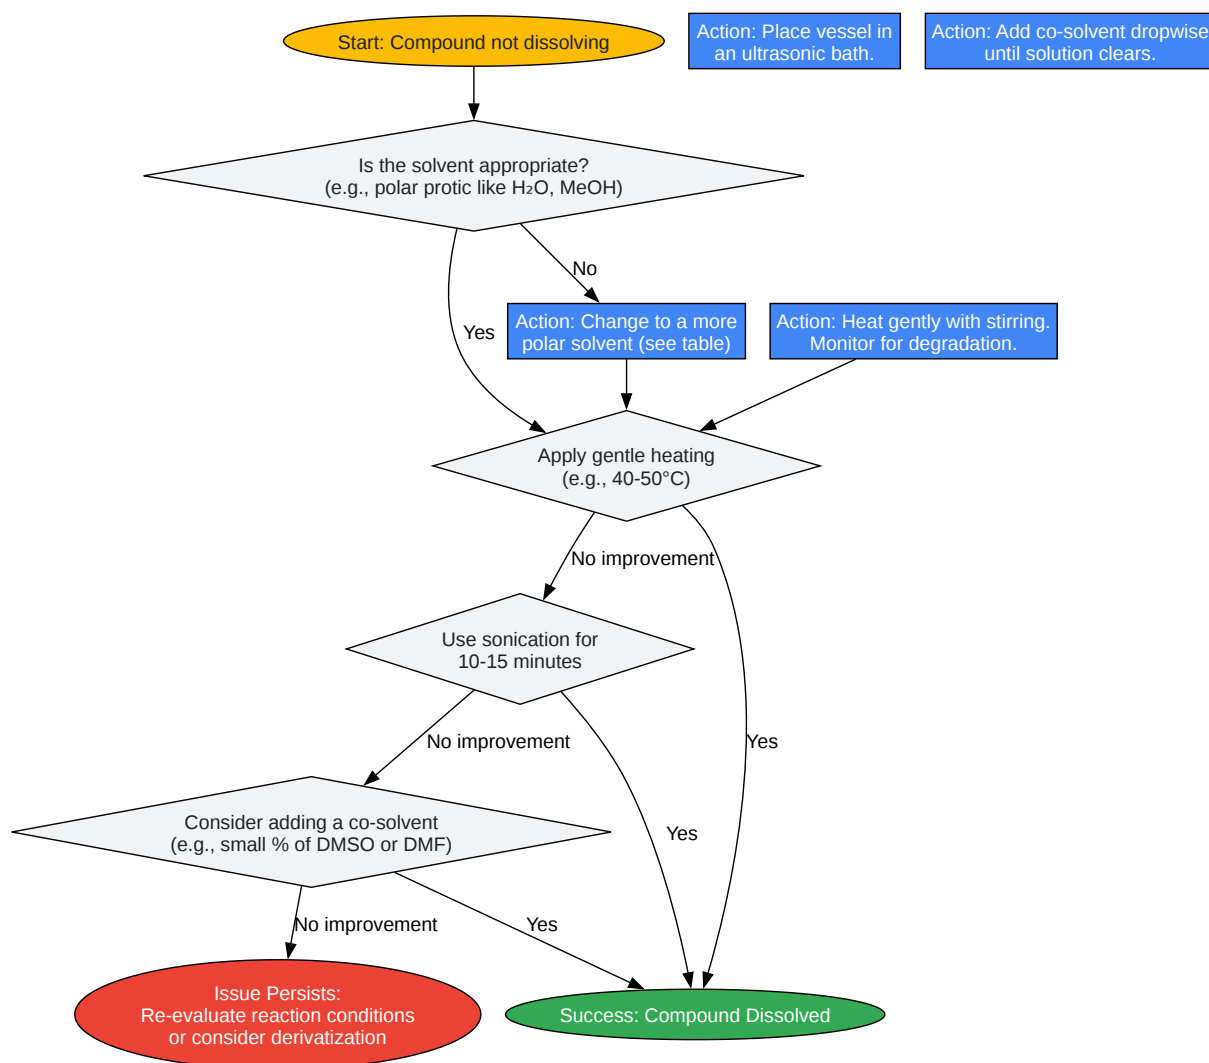 Start: Compound not dissolving
Action: Place vessel in
an ultrasonic bath.
Action: Add co-solvent dropwise
until solution clears.
Is the solvent appropriate?
(e.g., polar protic like H₂O, MeOH)
No
Yes
Action: Change to a more
polar solvent (see table)
Action: Heat gently with stirring.
Monitor for degradation.
Apply gentle heating
(e.g., 40-50°C)
No improvement
Use sonication for
10-15 minutes
No improvement
Yes
Consider adding a co-solvent
(e.g., small % of DMSO or DMF)
Yes
No improvement
Yes
Issue Persists:
Re-evaluate reaction conditions
or consider derivatization
Success: Compound Dissolved